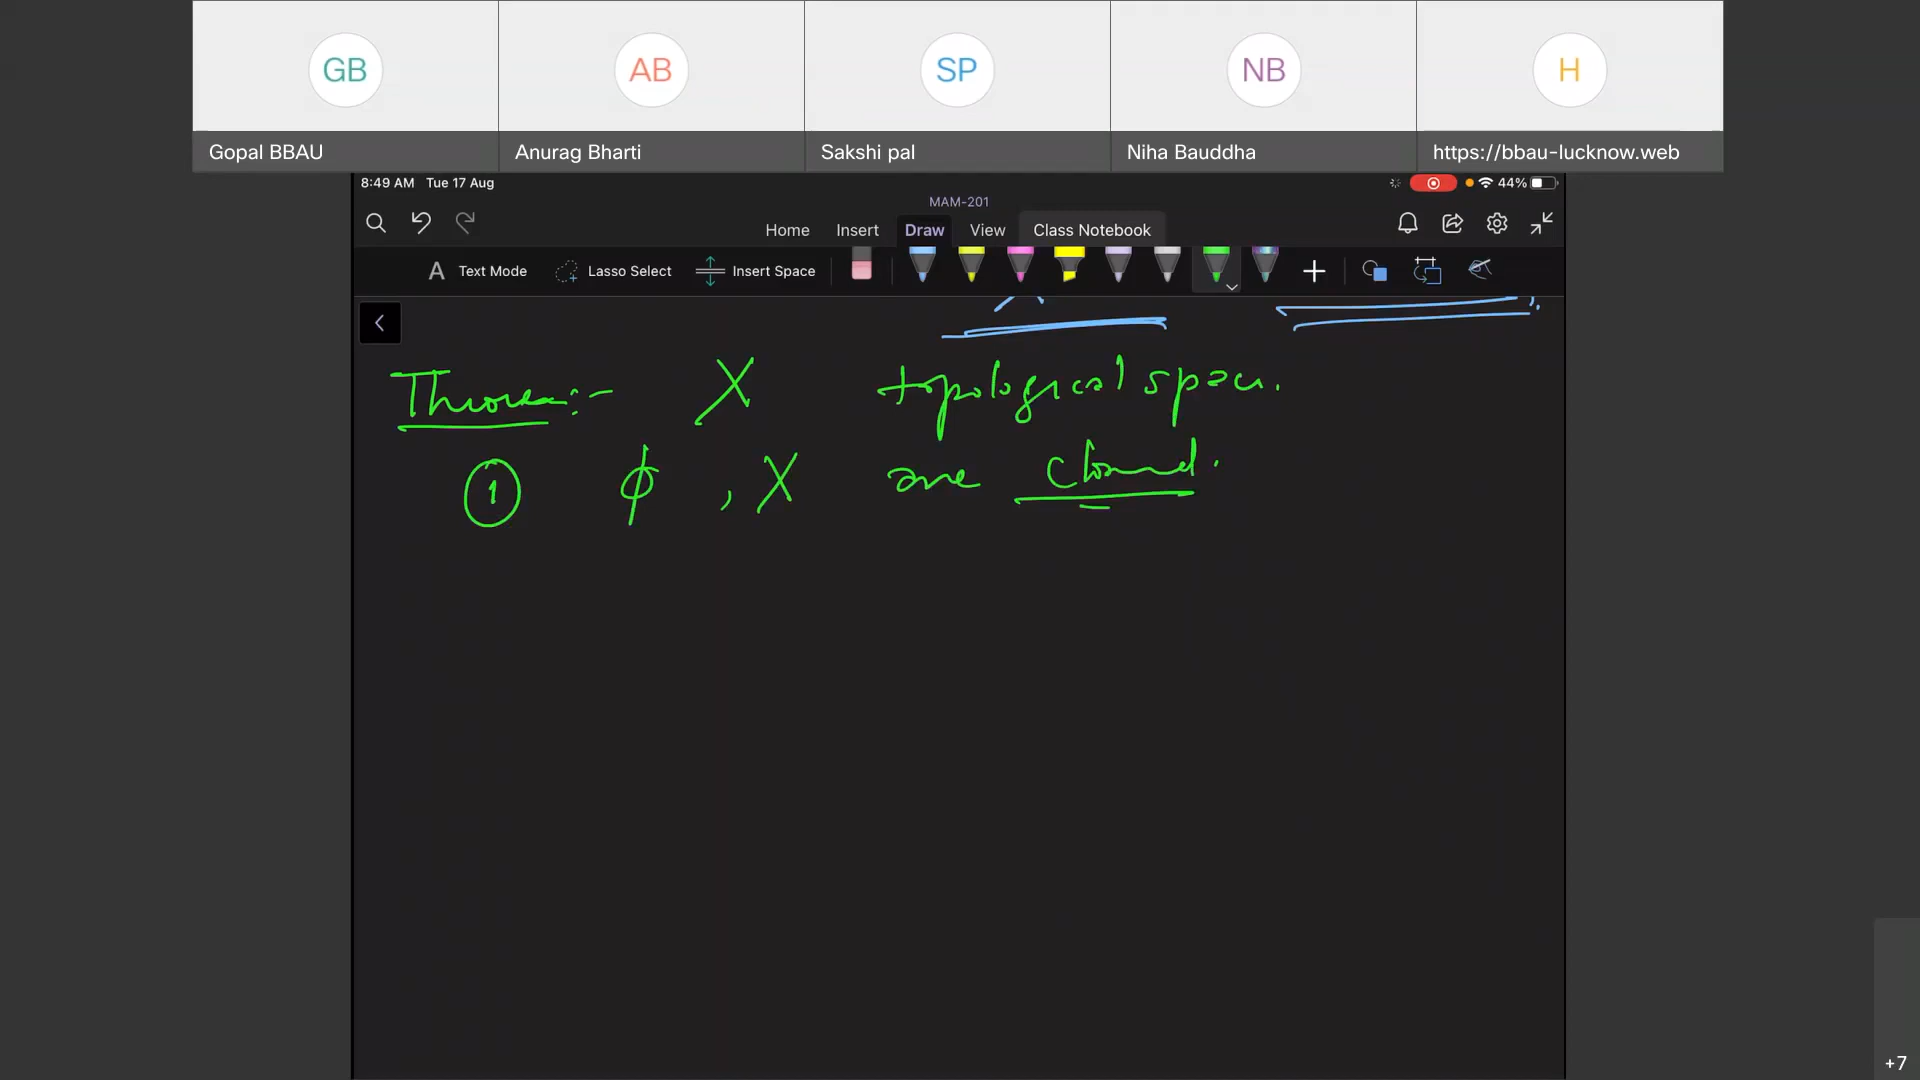 GB AB SP NB H
Gopal BBAU Anurag Bharti Sakshi pal Niha Bauddha https://bbau-lucknow.web
8:49 AM Tue 17 Aug 44%
MAM-201
Home Insert Draw View Class Notebook
A Text Mode Lasso Select Insert Space
Theorem:- X topological space.
① ϕ , X are closed.
+7